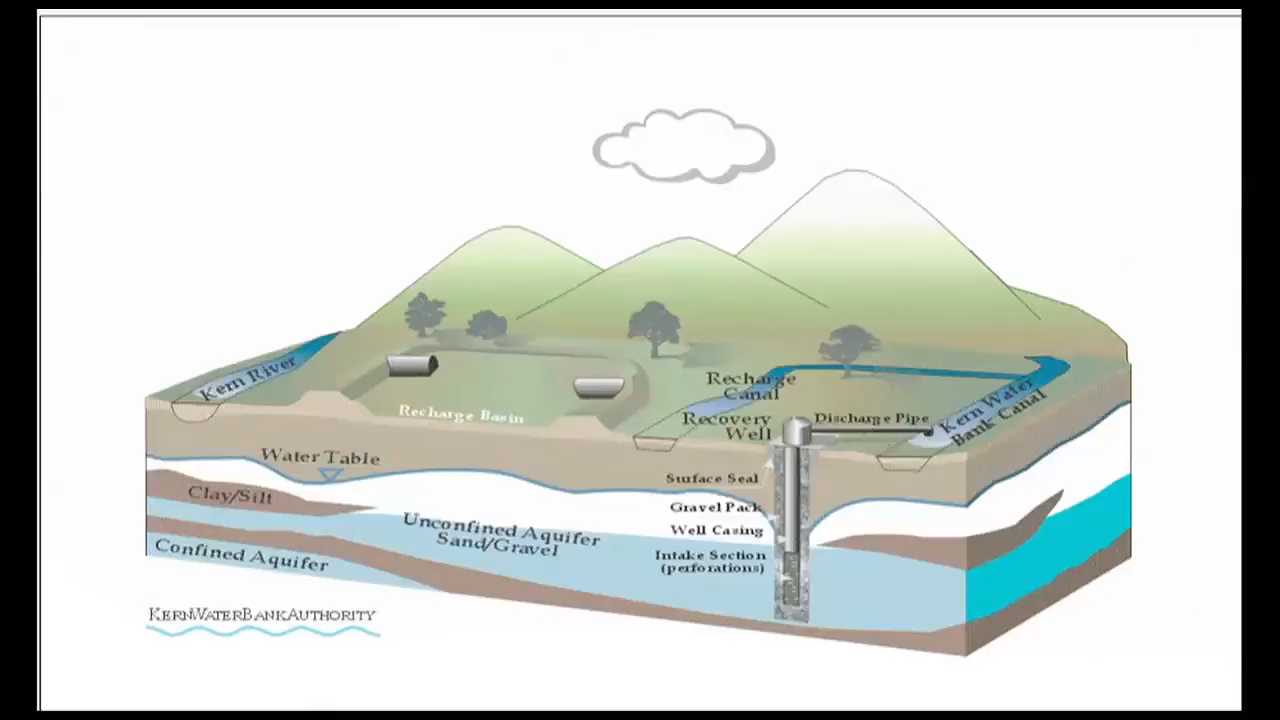 Kern River
Recharge Basin
Recharge
Canal
Recovery
Well
Discharge Pipe
Kern Water
Bank Canal
Water Table
Clay/Silt
Surface Seal
Gravel Pack
Well Casing
Intake Section
(perforations)
Unconfined Aquifer
Sand/Gravel
Confined Aquifer
KERNWATERBANKAUTHORITY